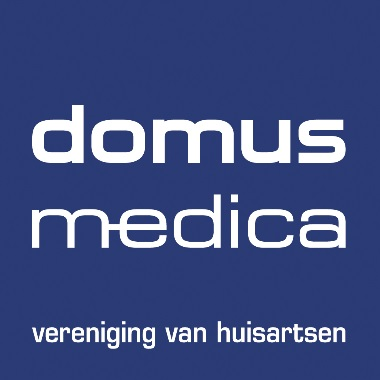 domus
medica
vereniging van huisartsen